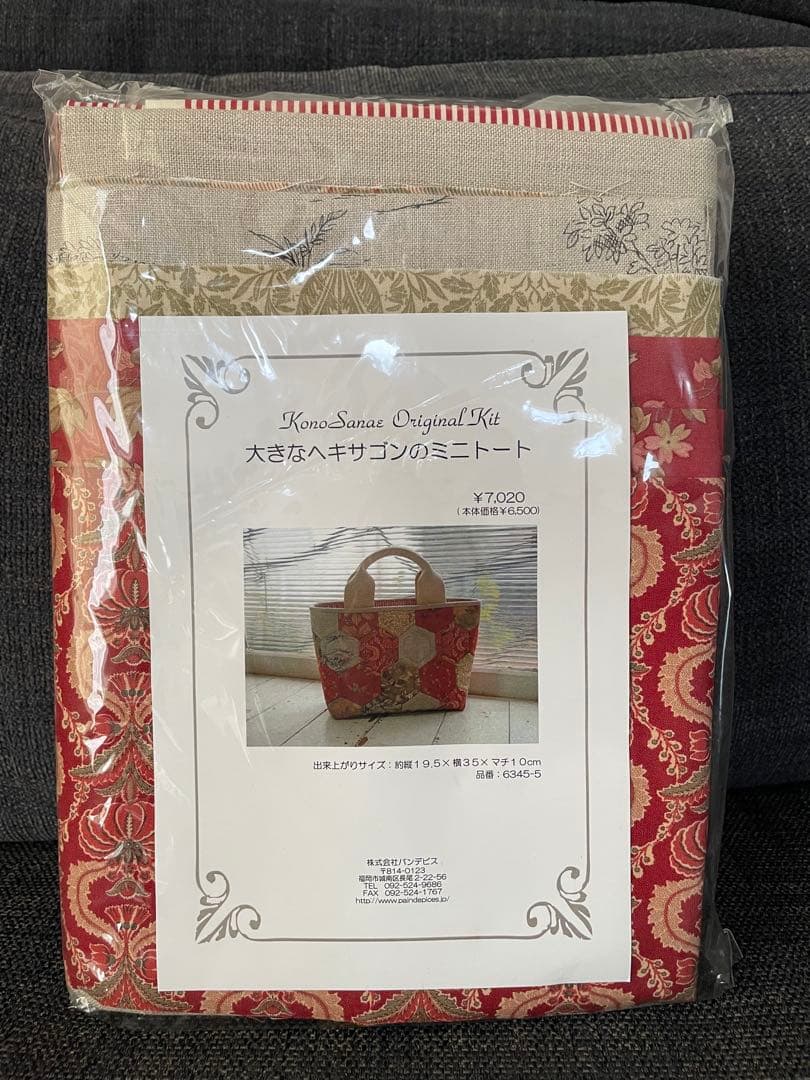 KonoSanae Original Kit
大きなヘキサゴンのミニトート
￥7,020
（本体価格￥6,500）
出来上がりサイズ：約縦19.5×横35×マチ10cm
品番：6345-5
株式会社パンデピス
〒814-0123
福岡市城南区長尾2-22-56
TEL 092-524-9686
FAX 092-524-1767
http://www.paindepices.jp/